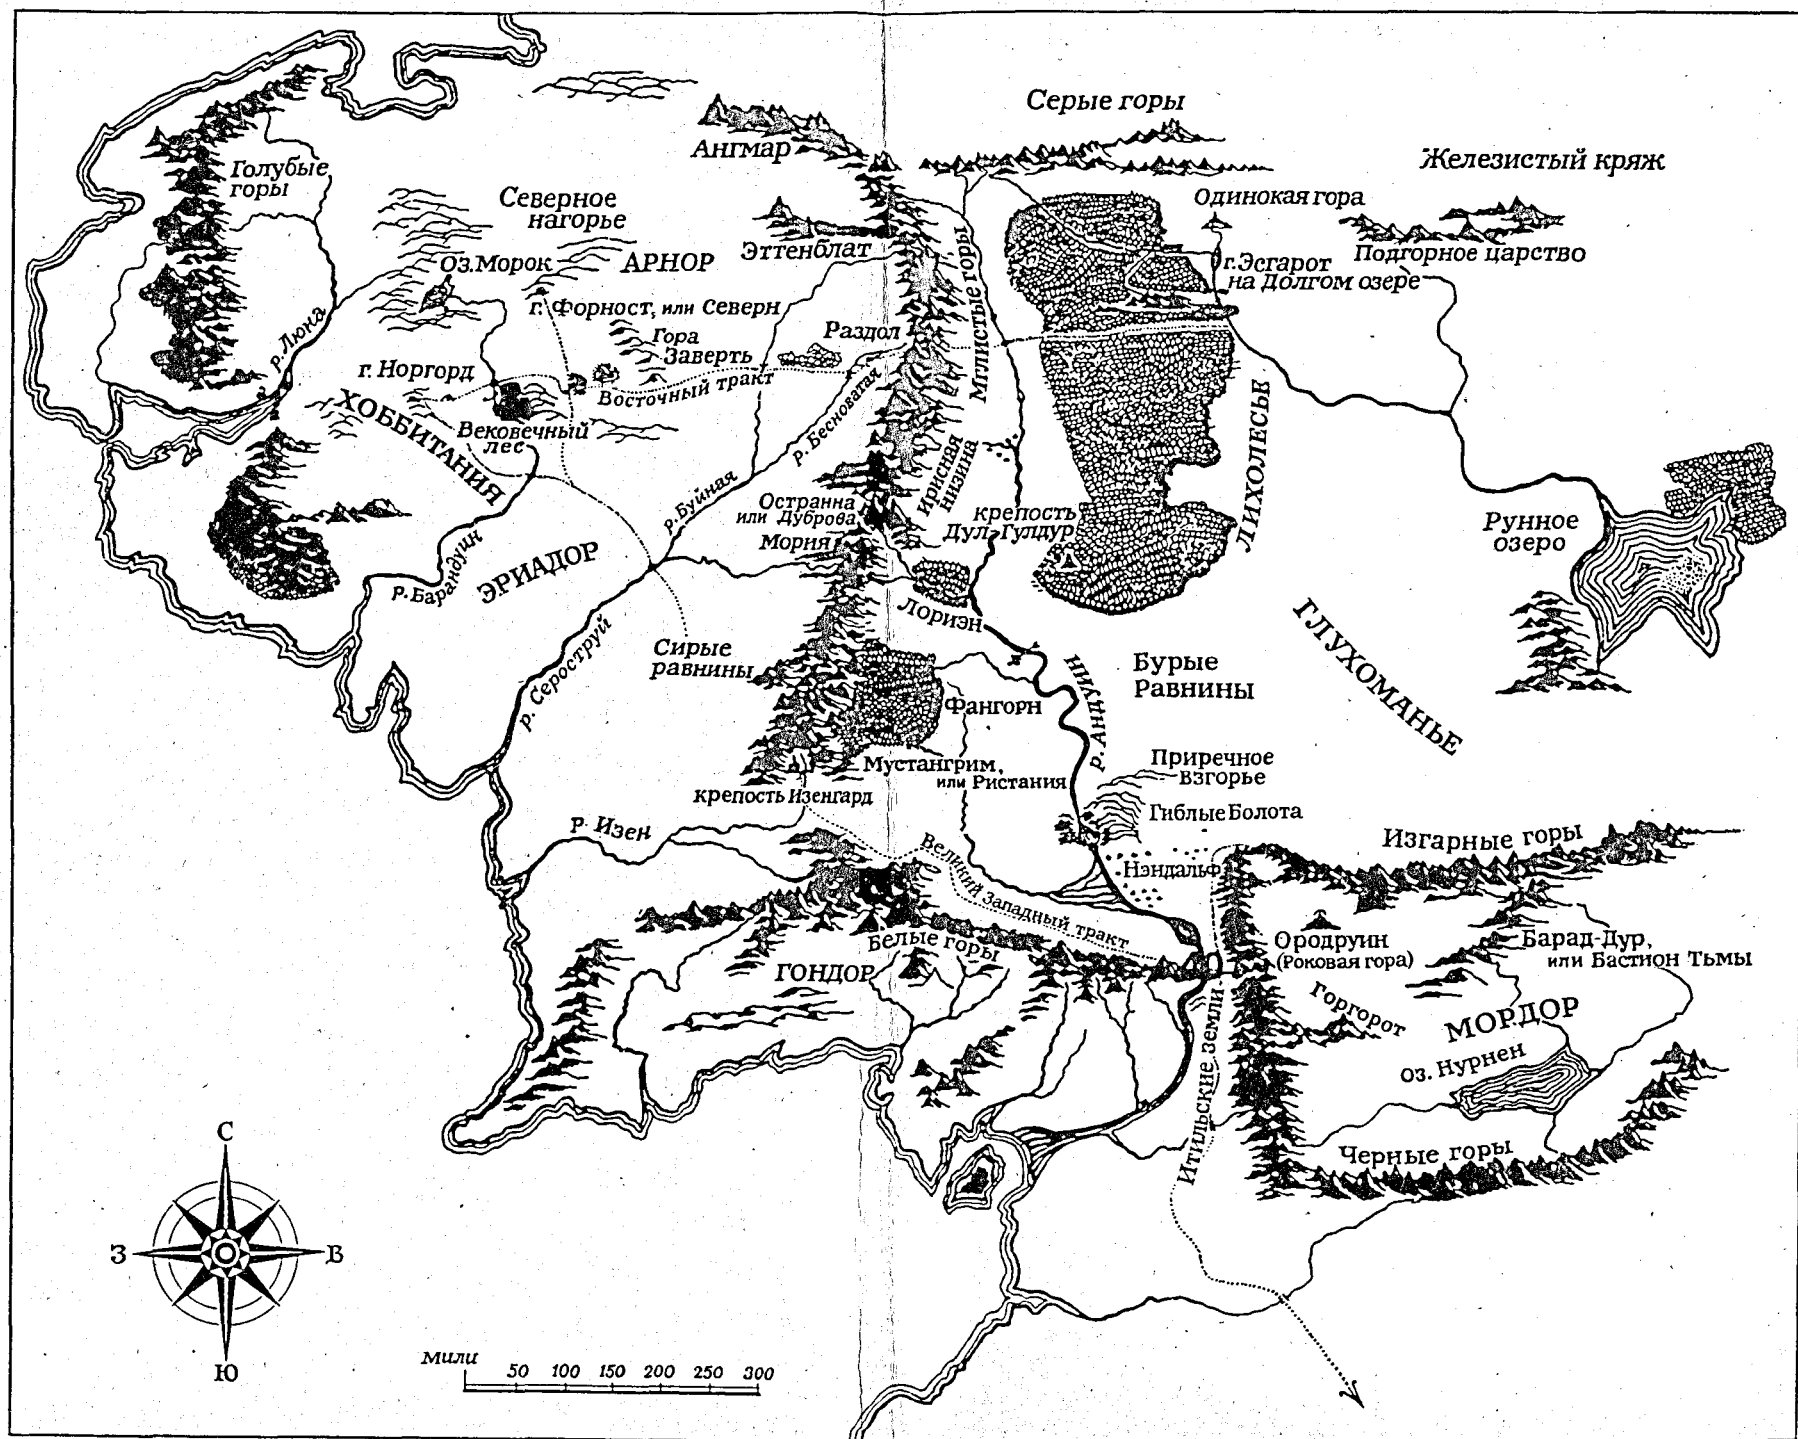 Серые горы
Ангмар
Железистый кряж
Голубые
горы
Северное
нагорье
Одинокая гора
Эттенблат
АРНОР
Оз. Морок
Мглистые горы
Подгорное царство
г. Эсгарот
на Долгом озере
г. Форност, или Северн
р. Люна
Гора
Заверть
Раздол
г. Норгорд
Восточный тракт
ХОББИТАНИЯ
Вековечный
лес
р. Бесноватая
ЛИХОЛЕСЬЕ
Ирисная
низина
р. Буйная
Остранна
или Дуброва
Мория
крепость
Дул-Гулдур
Рунное
озеро
р. Барандуин
ЭРИАДОР
Лориэн
ГЛУХОМАНЬЕ
р. Сероструй
Сирые
равнины
Бурые
Равнины
Фангорн
р. Андуин
Мустангрим,
или Ристания
Приречное
взгорье
крепость Изенгард
Гиблые Болота
р. Изен
Великий Западный тракт
Изгарные горы
Нэндальф
Белые горы
ГОНДОР
Ородруин
(Роковая гора)
Барад-Дур,
или Бастион Тьмы
Горгорот
МОРДОР
оз. Нурнен
Итильские земли
Черные горы
С
З
В
Ю
мили
50 100 150 200 250 300